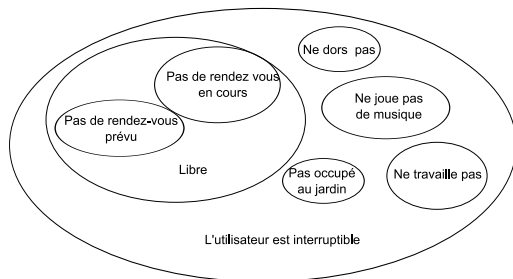 Ne dors pas
Pas de rendez vous
en cours
Ne joue pas
de musique
Pas de rendez-vous
prévu
Libre
Pas occupé
au jardin
Ne travaille pas
L'utilisateur est interruptible